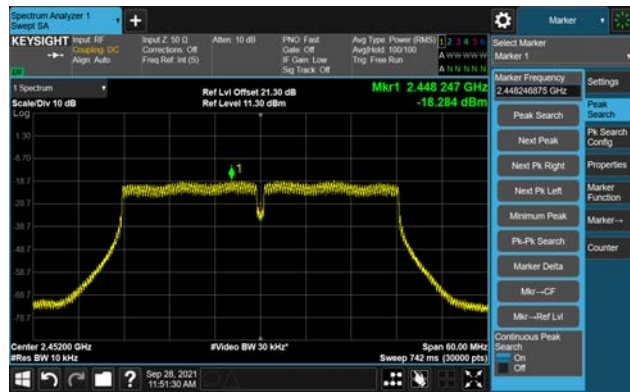 Spectrum Analyzer 1
Swept SA
Marker
KEYSIGHT
Input: RF
Coupling: DC
Align: Auto
Input Z: 50 Ω
Corrections: Off
Freq Ref: Int (S)
Atten: 10 dB
PNO: Fast
Gate: Off
IF Gain: Low
Sig Track: Off
Avg Type: Power (RMS)
Avg|Hold: 100/100
Trig: Free Run
1 2 3 4 5 6
A W W W W W
A N N N N N
Select Marker
Marker 1
1 Spectrum
Scale/Div 10 dB
Log
Ref Lvl Offset 21.30 dB
Ref Level 11.30 dBm
Mkr1 2.448 247 GHz
-18.284 dBm
Marker Frequency
2.448246875 GHz
Peak Search
Next Peak
Next Pk Right
Next Pk Left
Minimum Peak
Pk-Pk Search
Marker Delta
Mkr→CF
Mkr→Ref Lvl
Continuous Peak
Search
On
Off
Settings
Peak
Search
Pk Search
Config
Properties
Marker
Function
Marker→
Counter
1.30
-8.70
-18.7
-28.7
-38.7
-48.7
-58.7
-68.7
-78.7
1
Center 2.45200 GHz
#Res BW 10 kHz
#Video BW 30 kHz*
Span 60.00 MHz
Sweep 742 ms (30000 pts)
?
Sep 28, 2021
11:51:30 AM